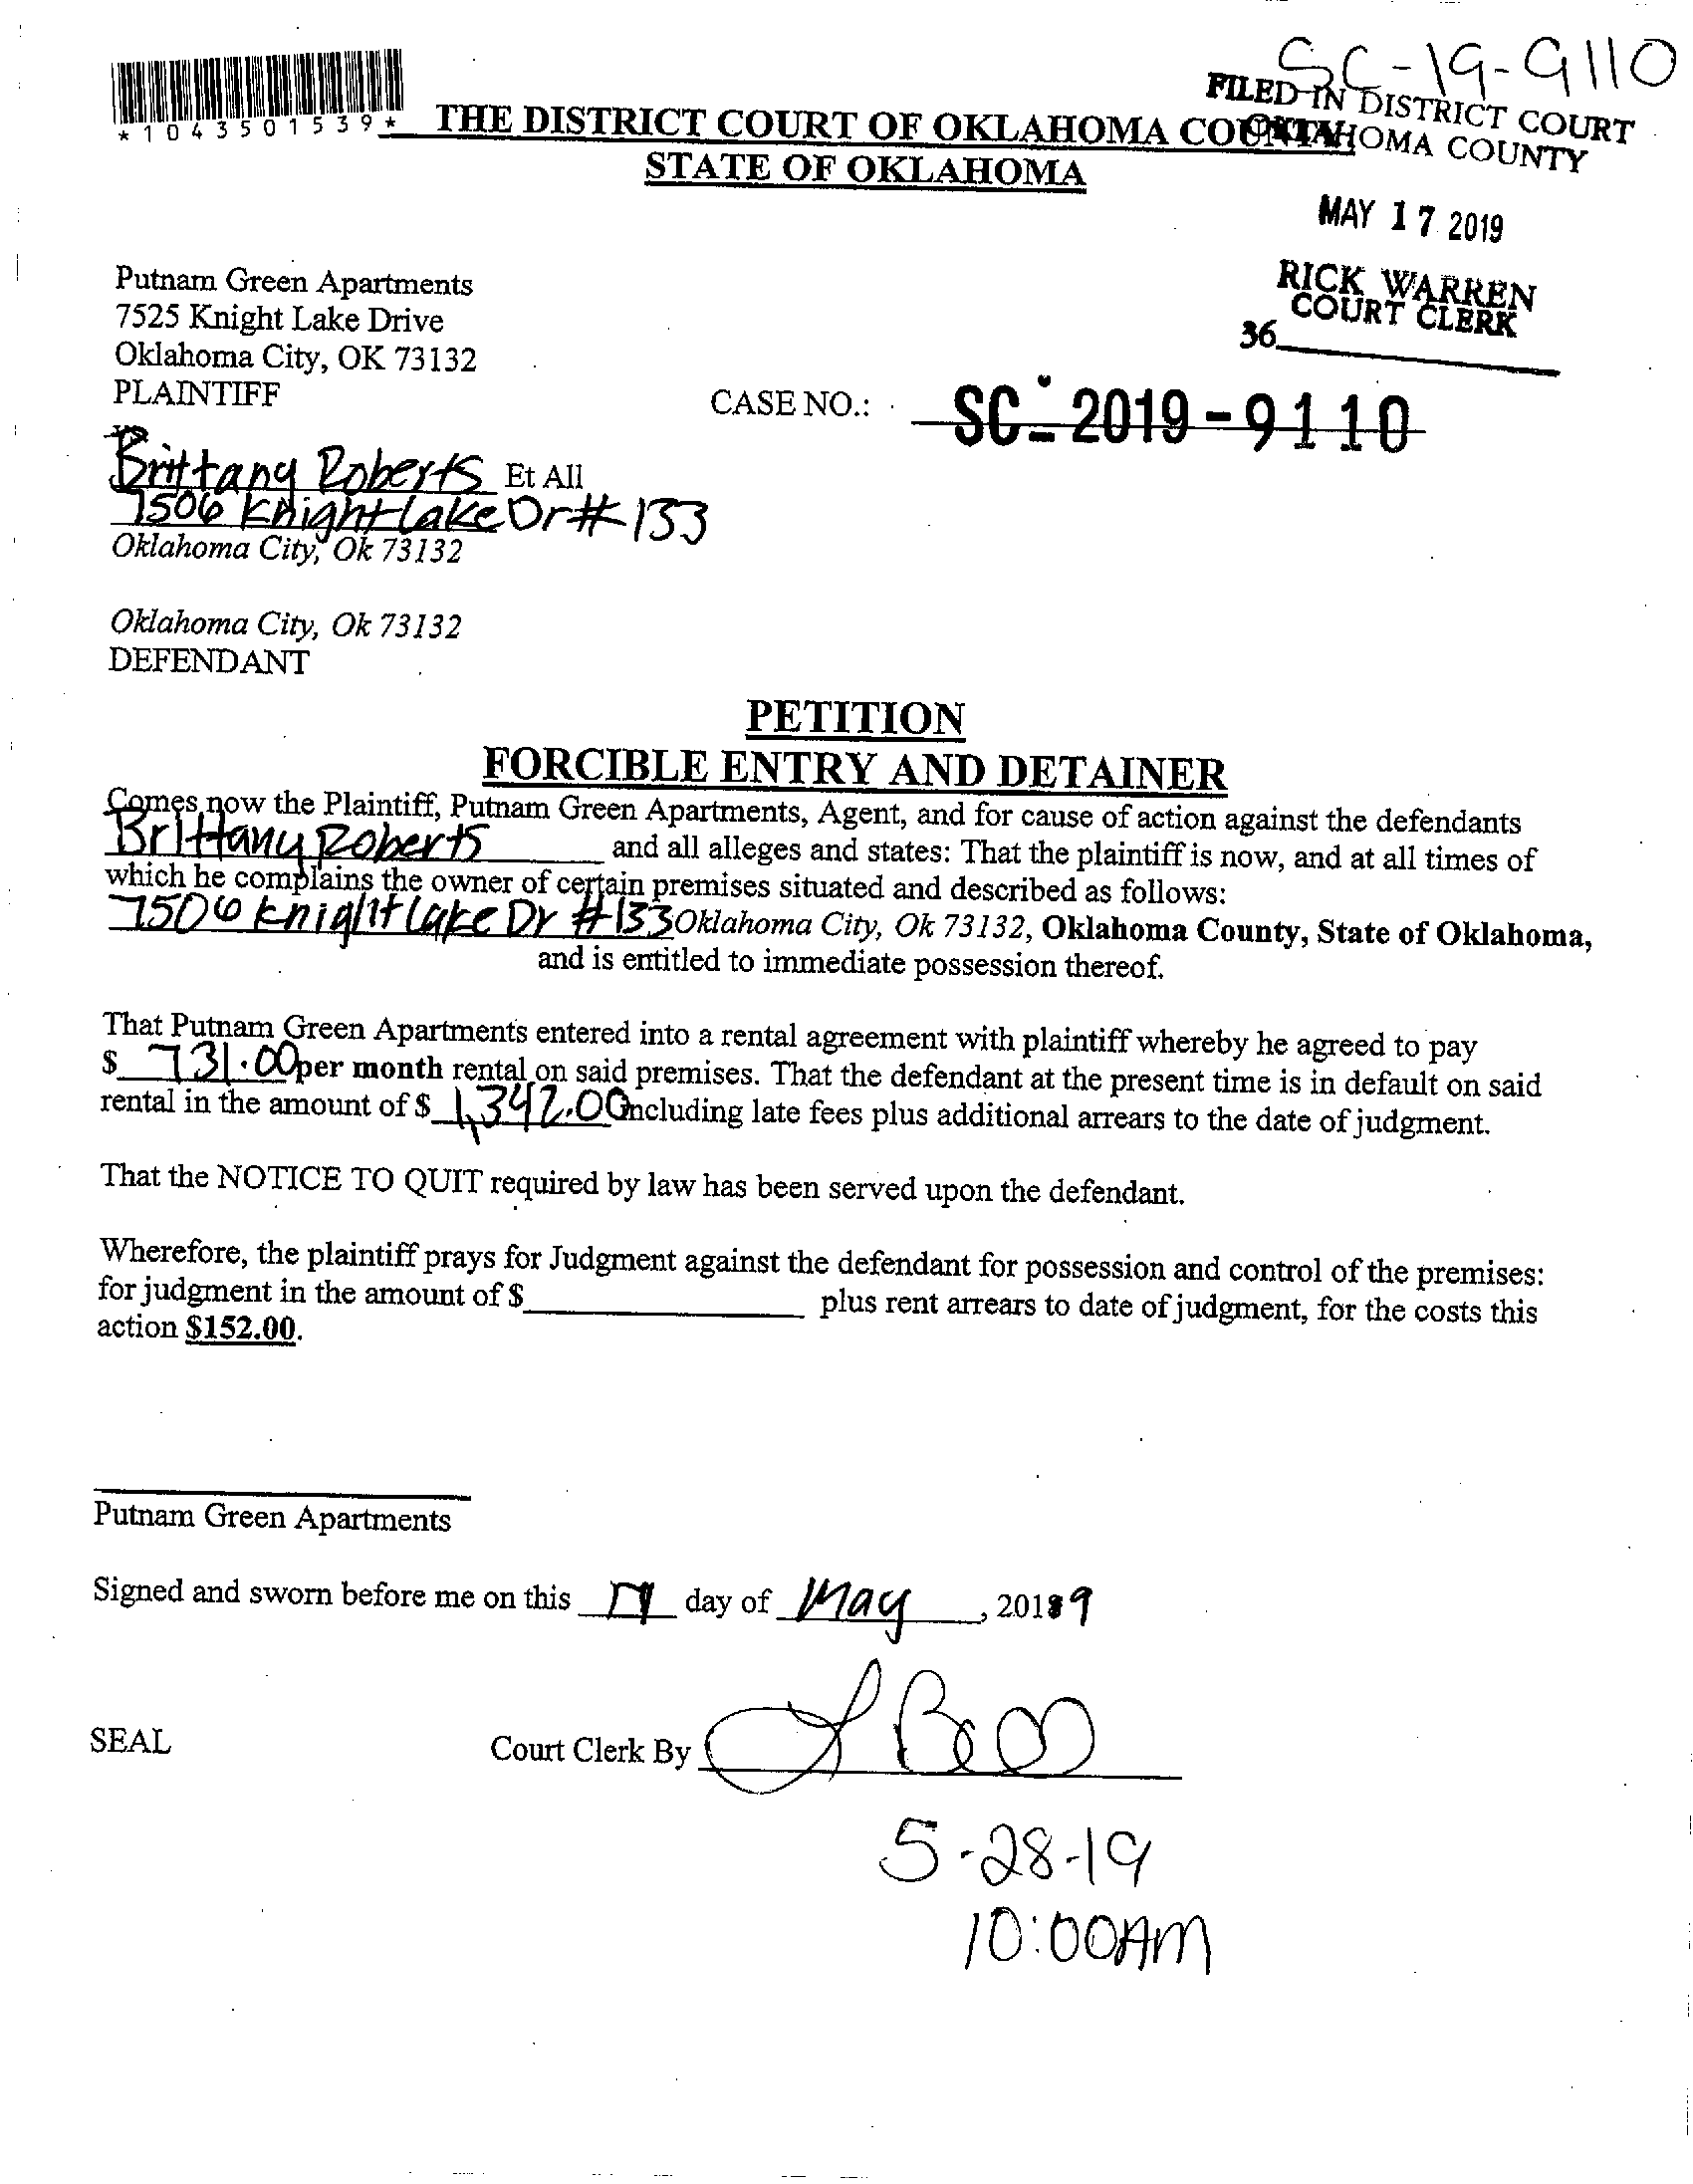 SC-19-9110
FILED IN DISTRICT COURT
OKLAHOMA COUNTY
*1043501539*
THE DISTRICT COURT OF OKLAHOMA COUNTY
STATE OF OKLAHOMA
MAY 17 2019
RICK WARREN
COURT CLERK
36
Putnam Green Apartments
7525 Knight Lake Drive
Oklahoma City, OK 73132
PLAINTIFF
CASE NO.: SC-2019-9110
vs
Brittany Roberts Et All
7506 Knight Lake Dr #133
Oklahoma City, Ok 73132
Oklahoma City, Ok 73132
DEFENDANT
PETITION
FORCIBLE ENTRY AND DETAINER
Comes now the Plaintiff, Putnam Green Apartments, Agent, and for cause of action against the defendants
Brittany Roberts and all alleges and states: That the plaintiff is now, and at all times of
which he complains the owner of certain premises situated and described as follows:
7506 Knight Lake Dr #133 Oklahoma City, Ok 73132, Oklahoma County, State of Oklahoma,
and is entitled to immediate possession thereof.
That Putnam Green Apartments entered into a rental agreement with plaintiff whereby he agreed to pay
$ 731.00 per month rental on said premises. That the defendant at the present time is in default on said
rental in the amount of $ 1,342.00 including late fees plus additional arrears to the date of judgment.
That the NOTICE TO QUIT required by law has been served upon the defendant.
Wherefore, the plaintiff prays for Judgment against the defendant for possession and control of the premises:
for judgment in the amount of $ plus rent arrears to date of judgment, for the costs this
action $152.00.
Putnam Green Apartments
Signed and sworn before me on this 17 day of May, 2019
SEAL
Court Clerk By
5-28-19
10:00AM